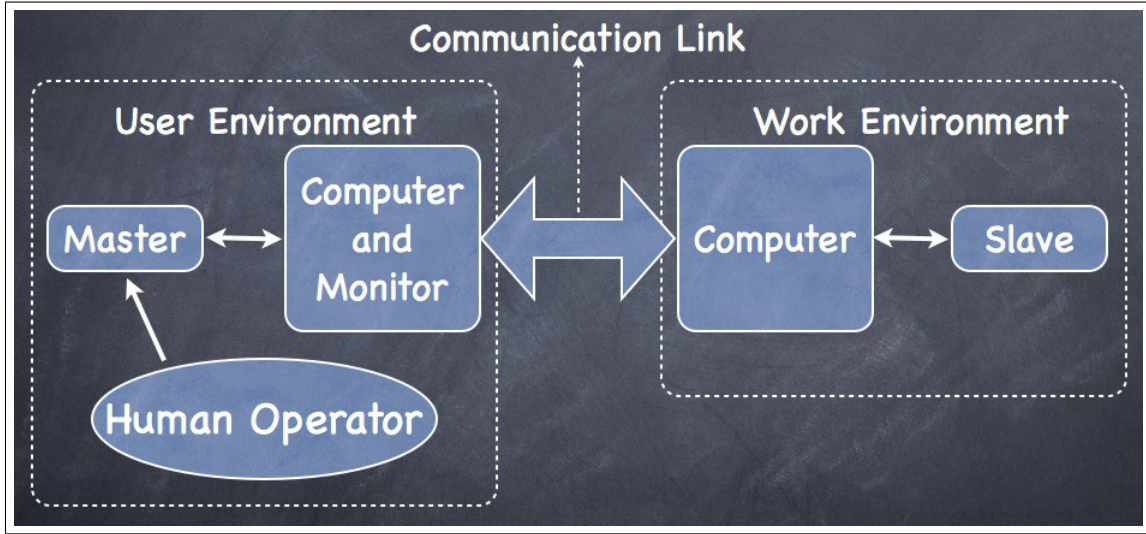 Communication Link
User Environment
Work Environment
Computer
and
Monitor
Master
Human Operator
Computer
Slave